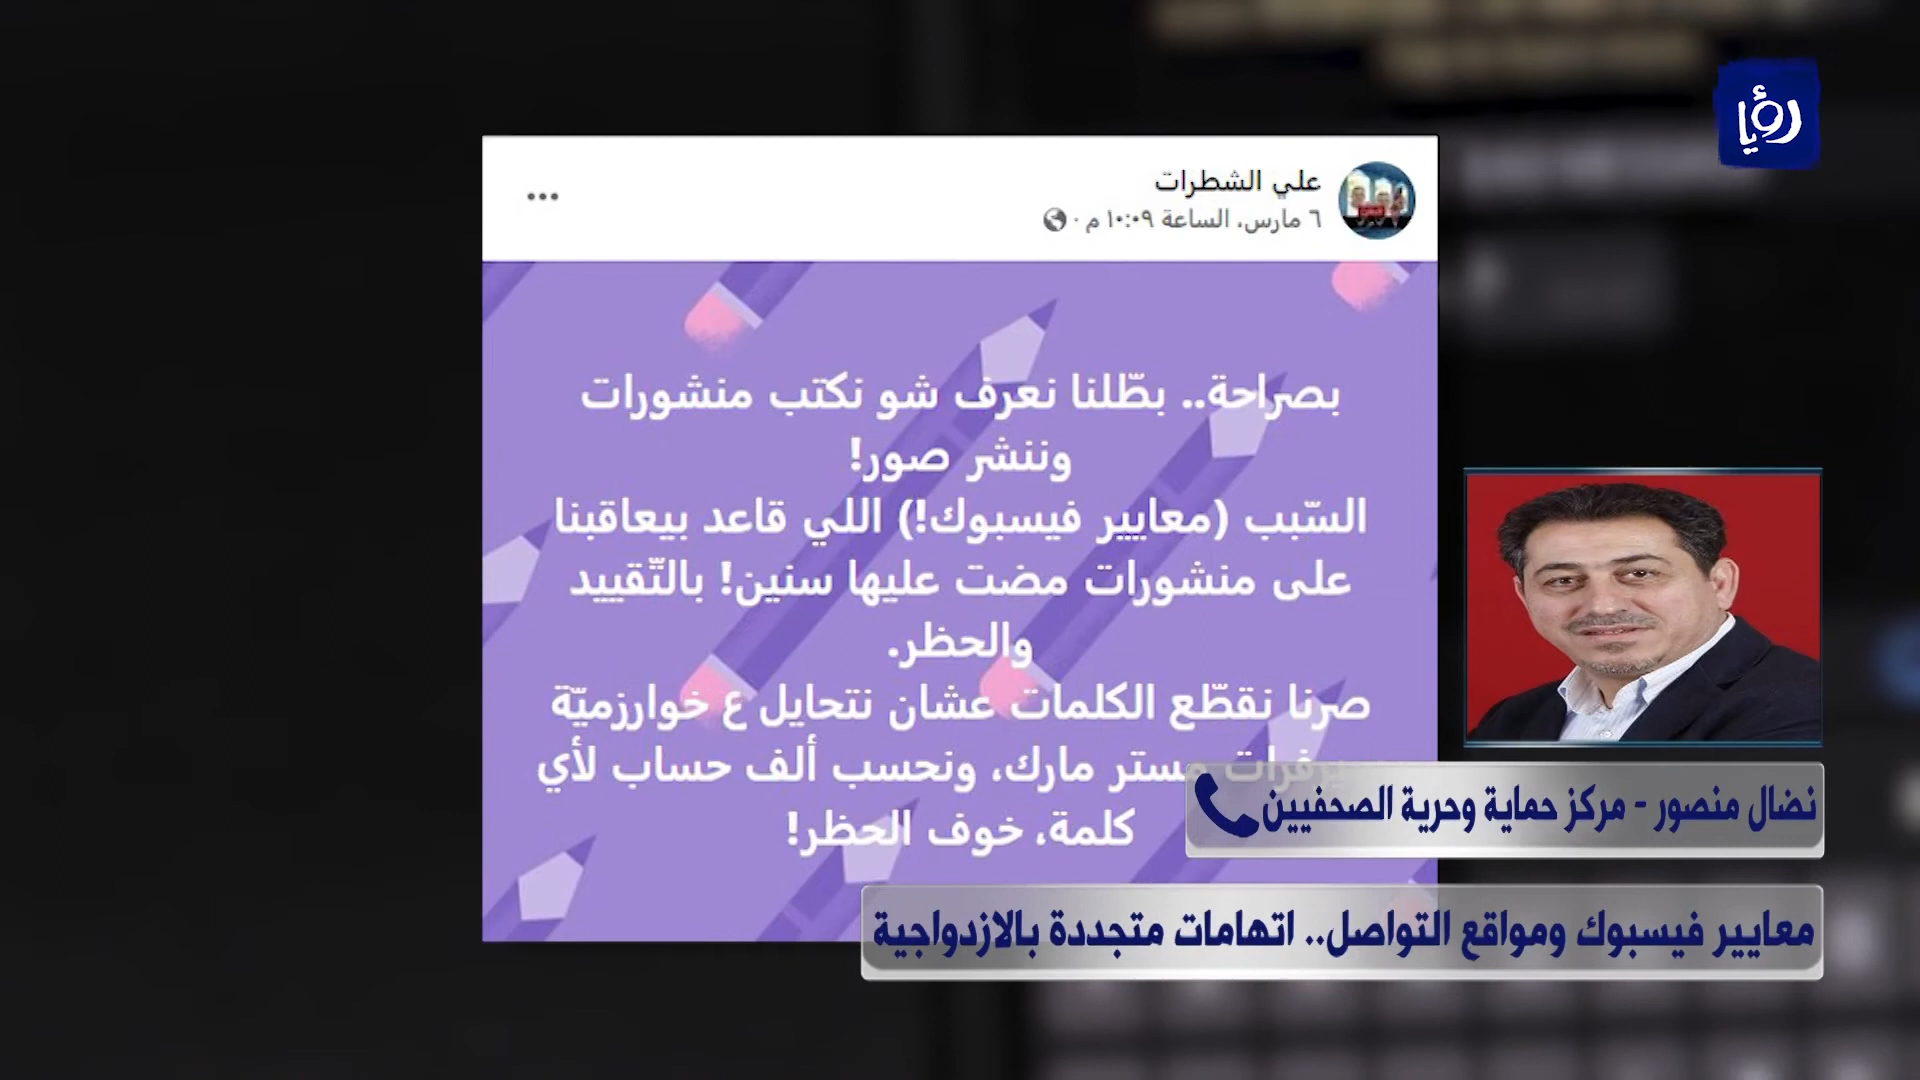 رؤيا
علي الشطرات
٦ مارس، الساعة ١٠:٠٩ م ·
بصراحة.. بطّلنا نعرف شو نكتب منشورات
وننشر صور!
السّبب (معايير فيسبوك!) اللي قاعد بيعاقبنا
على منشورات مضت عليها سنين! بالتّقييد
والحظر.
صرنا نقطّع الكلمات عشان نتحايل ع خوارزميّة
مستر مارك، ونحسب ألف حساب لأي
كلمة، خوف الحظر!
نضال منصور - مركز حماية وحرية الصحفيين
معايير فيسبوك ومواقع التواصل.. اتهامات متجددة بالازدواجية